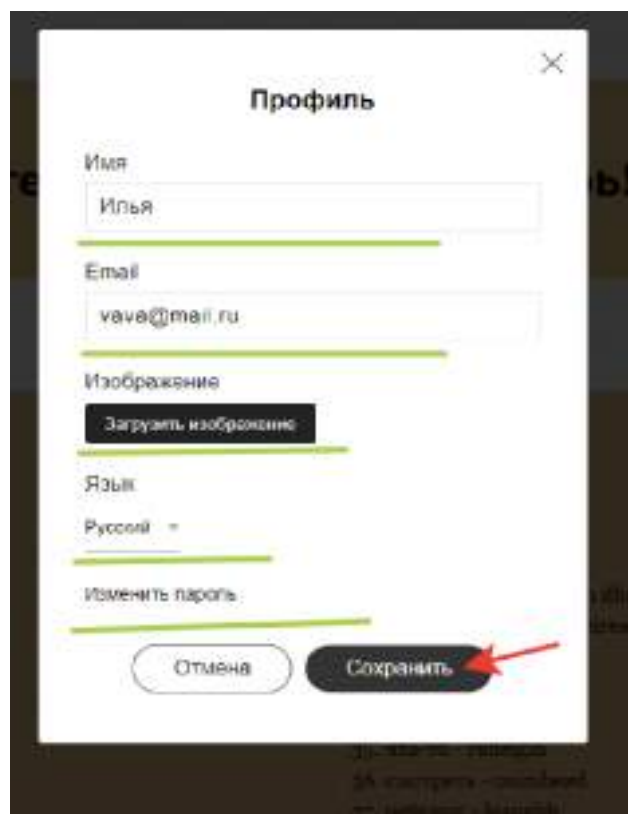 Профиль
Имя
Илья
Email
vava@mail.ru
Изображение
Загрузить изображение
Язык
Русский
Изменить пароль
Отмена
Сохранить